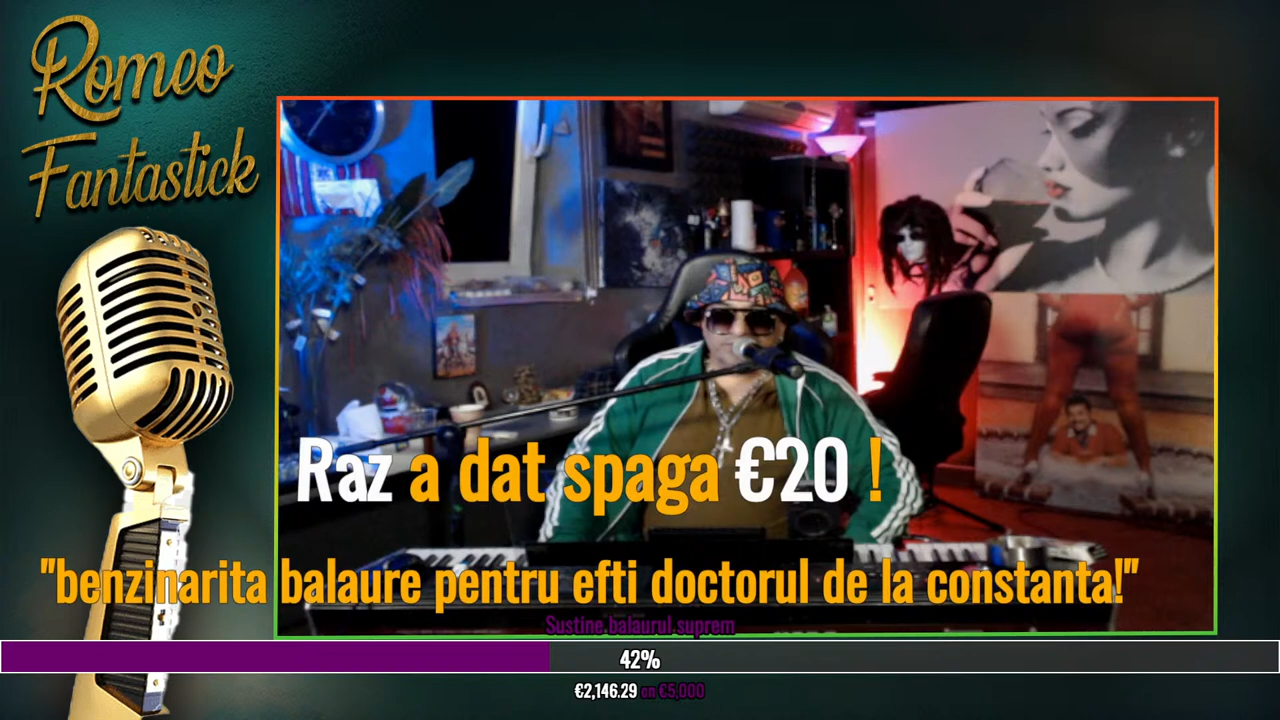 Romeo
Fantastick
Raz a dat spaga €20 !
"benzinarita balaure pentru efti doctorul de la constanta!"
Sustine balaurul suprem
42%
€2,146.29 on €5,000